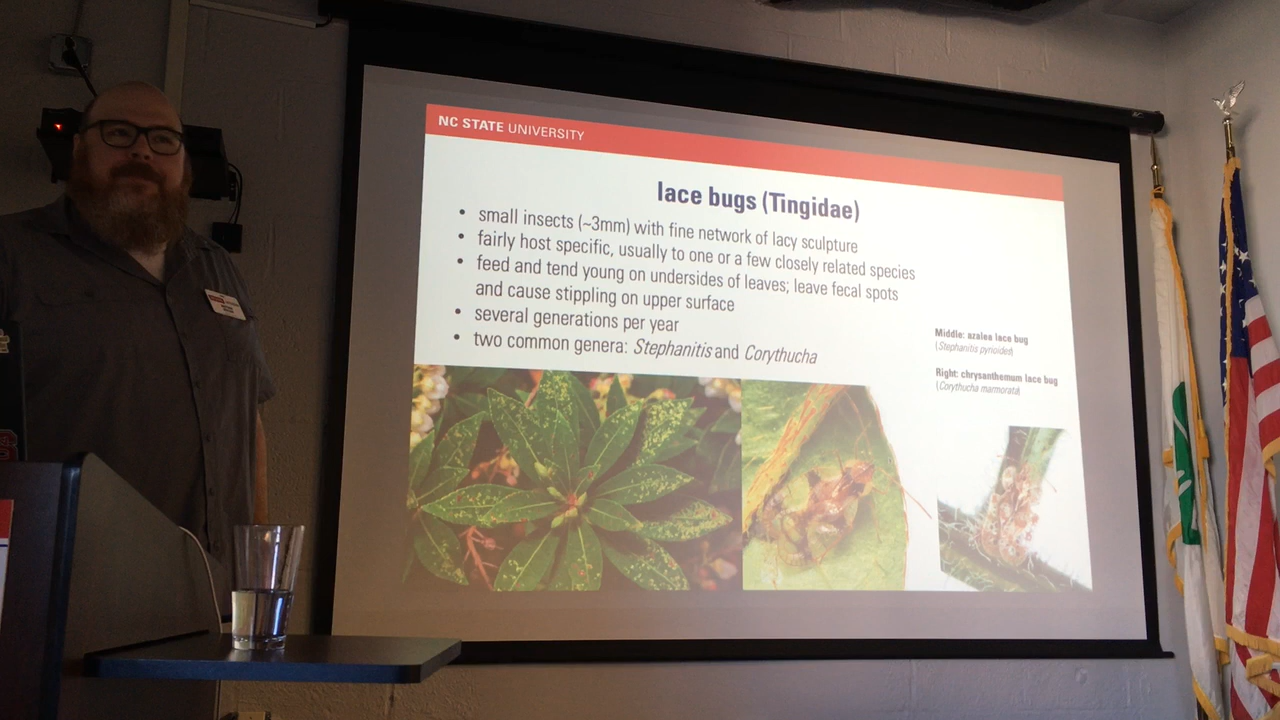 NC STATE UNIVERSITY
lace bugs (Tingidae)
• small insects (~3mm) with fine network of lacy sculpture
• fairly host specific, usually to one or a few closely related species
• feed and tend young on undersides of leaves; leave fecal spots
and cause stippling on upper surface
• several generations per year
• two common genera: Stephanitis and Corythucha
Middle: azalea lace bug
(Stephanitis pyrioides)
Right: chrysanthemum lace bug
(Corythucha marmorata)